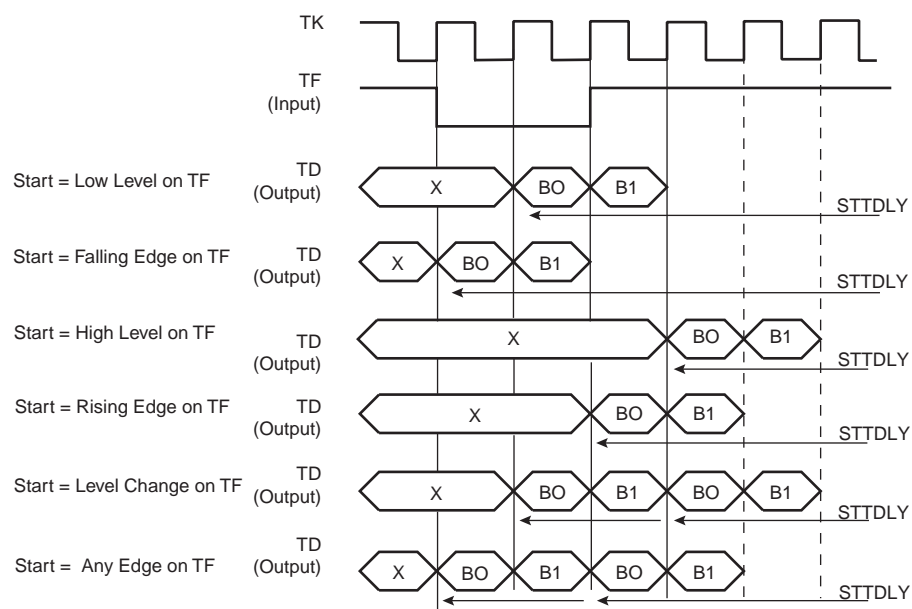 TK
TF
(Input)
Start = Low Level on TF
TD
(Output)
X
BO
B1
STTDLY
Start = Falling Edge on TF
TD
(Output)
X
BO
B1
STTDLY
Start = High Level on TF
TD
(Output)
X
BO
B1
STTDLY
Start = Rising Edge on TF
TD
(Output)
X
BO
B1
STTDLY
Start = Level Change on TF
TD
(Output)
X
BO
B1
BO
B1
STTDLY
Start = Any Edge on TF
TD
(Output)
X
BO
B1
BO
B1
STTDLY